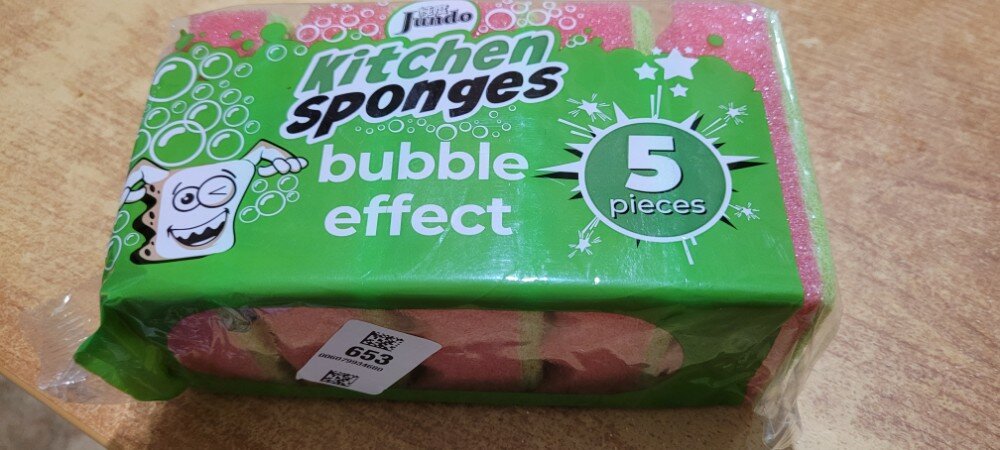 Jundo
Kitchen
sponges
bubble
effect
5
pieces
653